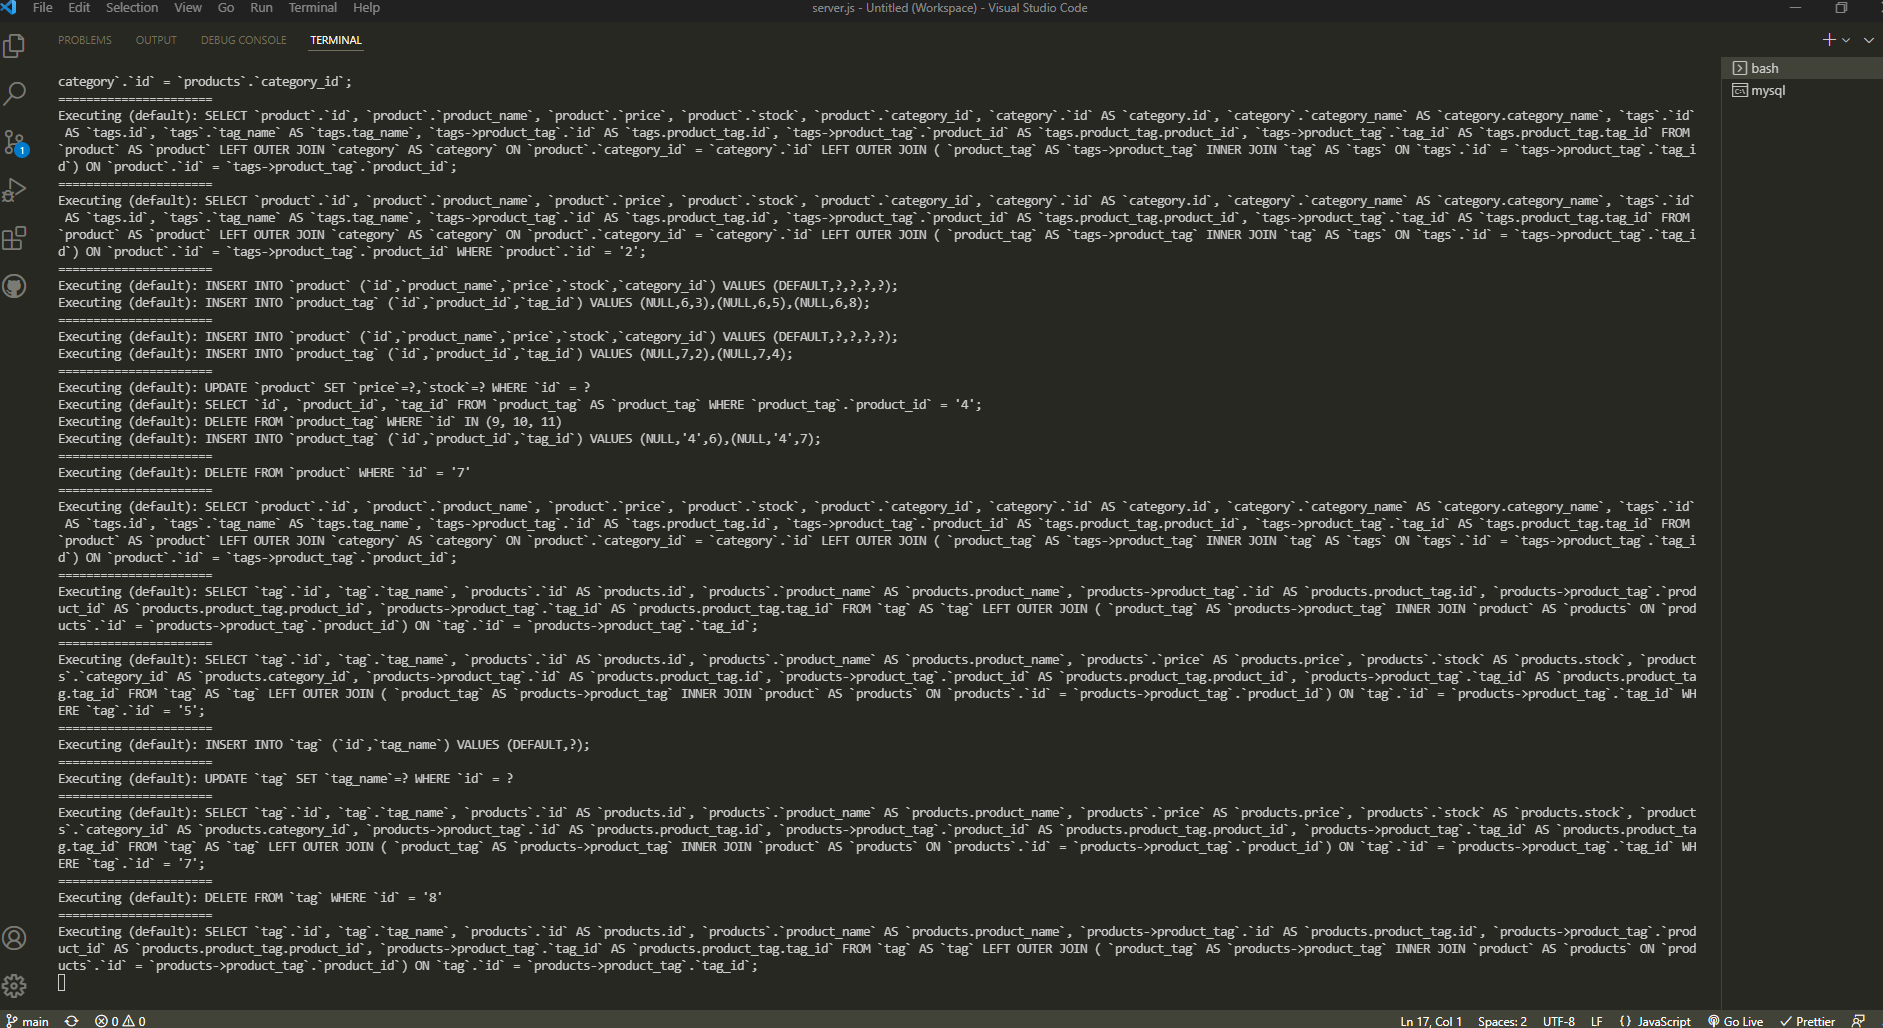 File Edit Selection View Go Run Terminal Help
server.js - Untitled (Workspace) - Visual Studio Code
PROBLEMS OUTPUT DEBUG CONSOLE TERMINAL
bash
mysql
1
category`.`id` = `products`.`category_id`;
======================
Executing (default): SELECT `product`.`id`, `product`.`product_name`, `product`.`price`, `product`.`stock`, `product`.`category_id`, `category`.`id` AS `category.id`, `category`.`category_name` AS `category.category_name`, `tags`.`id`
 AS `tags.id`, `tags`.`tag_name` AS `tags.tag_name`, `tags->product_tag`.`id` AS `tags.product_tag.id`, `tags->product_tag`.`product_id` AS `tags.product_tag.product_id`, `tags->product_tag`.`tag_id` AS `tags.product_tag.tag_id` FROM
`product` AS `product` LEFT OUTER JOIN `category` AS `category` ON `product`.`category_id` = `category`.`id` LEFT OUTER JOIN ( `product_tag` AS `tags->product_tag` INNER JOIN `tag` AS `tags` ON `tags`.`id` = `tags->product_tag`.`tag_i
d`) ON `product`.`id` = `tags->product_tag`.`product_id`;
======================
Executing (default): SELECT `product`.`id`, `product`.`product_name`, `product`.`price`, `product`.`stock`, `product`.`category_id`, `category`.`id` AS `category.id`, `category`.`category_name` AS `category.category_name`, `tags`.`id`
 AS `tags.id`, `tags`.`tag_name` AS `tags.tag_name`, `tags->product_tag`.`id` AS `tags.product_tag.id`, `tags->product_tag`.`product_id` AS `tags.product_tag.product_id`, `tags->product_tag`.`tag_id` AS `tags.product_tag.tag_id` FROM
`product` AS `product` LEFT OUTER JOIN `category` AS `category` ON `product`.`category_id` = `category`.`id` LEFT OUTER JOIN ( `product_tag` AS `tags->product_tag` INNER JOIN `tag` AS `tags` ON `tags`.`id` = `tags->product_tag`.`tag_i
d`) ON `product`.`id` = `tags->product_tag`.`product_id` WHERE `product`.`id` = '2';
======================
Executing (default): INSERT INTO `product` (`id`,`product_name`,`price`,`stock`,`category_id`) VALUES (DEFAULT,?,?,?,?);
Executing (default): INSERT INTO `product_tag` (`id`,`product_id`,`tag_id`) VALUES (NULL,6,3),(NULL,6,5),(NULL,6,8);
======================
Executing (default): INSERT INTO `product` (`id`,`product_name`,`price`,`stock`,`category_id`) VALUES (DEFAULT,?,?,?,?);
Executing (default): INSERT INTO `product_tag` (`id`,`product_id`,`tag_id`) VALUES (NULL,7,2),(NULL,7,4);
======================
Executing (default): UPDATE `product` SET `price`=?,`stock`=? WHERE `id` = ?
Executing (default): SELECT `id`, `product_id`, `tag_id` FROM `product_tag` AS `product_tag` WHERE `product_tag`.`product_id` = '4';
Executing (default): DELETE FROM `product_tag` WHERE `id` IN (9, 10, 11)
Executing (default): INSERT INTO `product_tag` (`id`,`product_id`,`tag_id`) VALUES (NULL,'4',6),(NULL,'4',7);
======================
Executing (default): DELETE FROM `product` WHERE `id` = '7'
======================
Executing (default): SELECT `product`.`id`, `product`.`product_name`, `product`.`price`, `product`.`stock`, `product`.`category_id`, `category`.`id` AS `category.id`, `category`.`category_name` AS `category.category_name`, `tags`.`id`
 AS `tags.id`, `tags`.`tag_name` AS `tags.tag_name`, `tags->product_tag`.`id` AS `tags.product_tag.id`, `tags->product_tag`.`product_id` AS `tags.product_tag.product_id`, `tags->product_tag`.`tag_id` AS `tags.product_tag.tag_id` FROM
`product` AS `product` LEFT OUTER JOIN `category` AS `category` ON `product`.`category_id` = `category`.`id` LEFT OUTER JOIN ( `product_tag` AS `tags->product_tag` INNER JOIN `tag` AS `tags` ON `tags`.`id` = `tags->product_tag`.`tag_i
d`) ON `product`.`id` = `tags->product_tag`.`product_id`;
======================
Executing (default): SELECT `tag`.`id`, `tag`.`tag_name`, `products`.`id` AS `products.id`, `products`.`product_name` AS `products.product_name`, `products->product_tag`.`id` AS `products.product_tag.id`, `products->product_tag`.`prod
uct_id` AS `products.product_tag.product_id`, `products->product_tag`.`tag_id` AS `products.product_tag.tag_id` FROM `tag` AS `tag` LEFT OUTER JOIN ( `product_tag` AS `products->product_tag` INNER JOIN `product` AS `products` ON `prod
ucts`.`id` = `products->product_tag`.`product_id`) ON `tag`.`id` = `products->product_tag`.`tag_id`;
======================
Executing (default): SELECT `tag`.`id`, `tag`.`tag_name`, `products`.`id` AS `products.id`, `products`.`product_name` AS `products.product_name`, `products`.`price` AS `products.price`, `products`.`stock` AS `products.stock`, `product
s`.`category_id` AS `products.category_id`, `products->product_tag`.`id` AS `products.product_tag.id`, `products->product_tag`.`product_id` AS `products.product_tag.product_id`, `products->product_tag`.`tag_id` AS `products.product_ta
g.tag_id` FROM `tag` AS `tag` LEFT OUTER JOIN ( `product_tag` AS `products->product_tag` INNER JOIN `product` AS `products` ON `products`.`id` = `products->product_tag`.`product_id`) ON `tag`.`id` = `products->product_tag`.`tag_id` WH
ERE `tag`.`id` = '5';
======================
Executing (default): INSERT INTO `tag` (`id`,`tag_name`) VALUES (DEFAULT,?);
======================
Executing (default): UPDATE `tag` SET `tag_name`=? WHERE `id` = ?
======================
Executing (default): SELECT `tag`.`id`, `tag`.`tag_name`, `products`.`id` AS `products.id`, `products`.`product_name` AS `products.product_name`, `products`.`price` AS `products.price`, `products`.`stock` AS `products.stock`, `product
s`.`category_id` AS `products.category_id`, `products->product_tag`.`id` AS `products.product_tag.id`, `products->product_tag`.`product_id` AS `products.product_tag.product_id`, `products->product_tag`.`tag_id` AS `products.product_ta
g.tag_id` FROM `tag` AS `tag` LEFT OUTER JOIN ( `product_tag` AS `products->product_tag` INNER JOIN `product` AS `products` ON `products`.`id` = `products->product_tag`.`product_id`) ON `tag`.`id` = `products->product_tag`.`tag_id` WH
ERE `tag`.`id` = '7';
======================
Executing (default): DELETE FROM `tag` WHERE `id` = '8'
======================
Executing (default): SELECT `tag`.`id`, `tag`.`tag_name`, `products`.`id` AS `products.id`, `products`.`product_name` AS `products.product_name`, `products->product_tag`.`id` AS `products.product_tag.id`, `products->product_tag`.`prod
uct_id` AS `products.product_tag.product_id`, `products->product_tag`.`tag_id` AS `products.product_tag.tag_id` FROM `tag` AS `tag` LEFT OUTER JOIN ( `product_tag` AS `products->product_tag` INNER JOIN `product` AS `products` ON `prod
ucts`.`id` = `products->product_tag`.`product_id`) ON `tag`.`id` = `products->product_tag`.`tag_id`;
main 0 0 Ln 17, Col 1 Spaces: 2 UTF-8 LF {} JavaScript Go Live Prettier